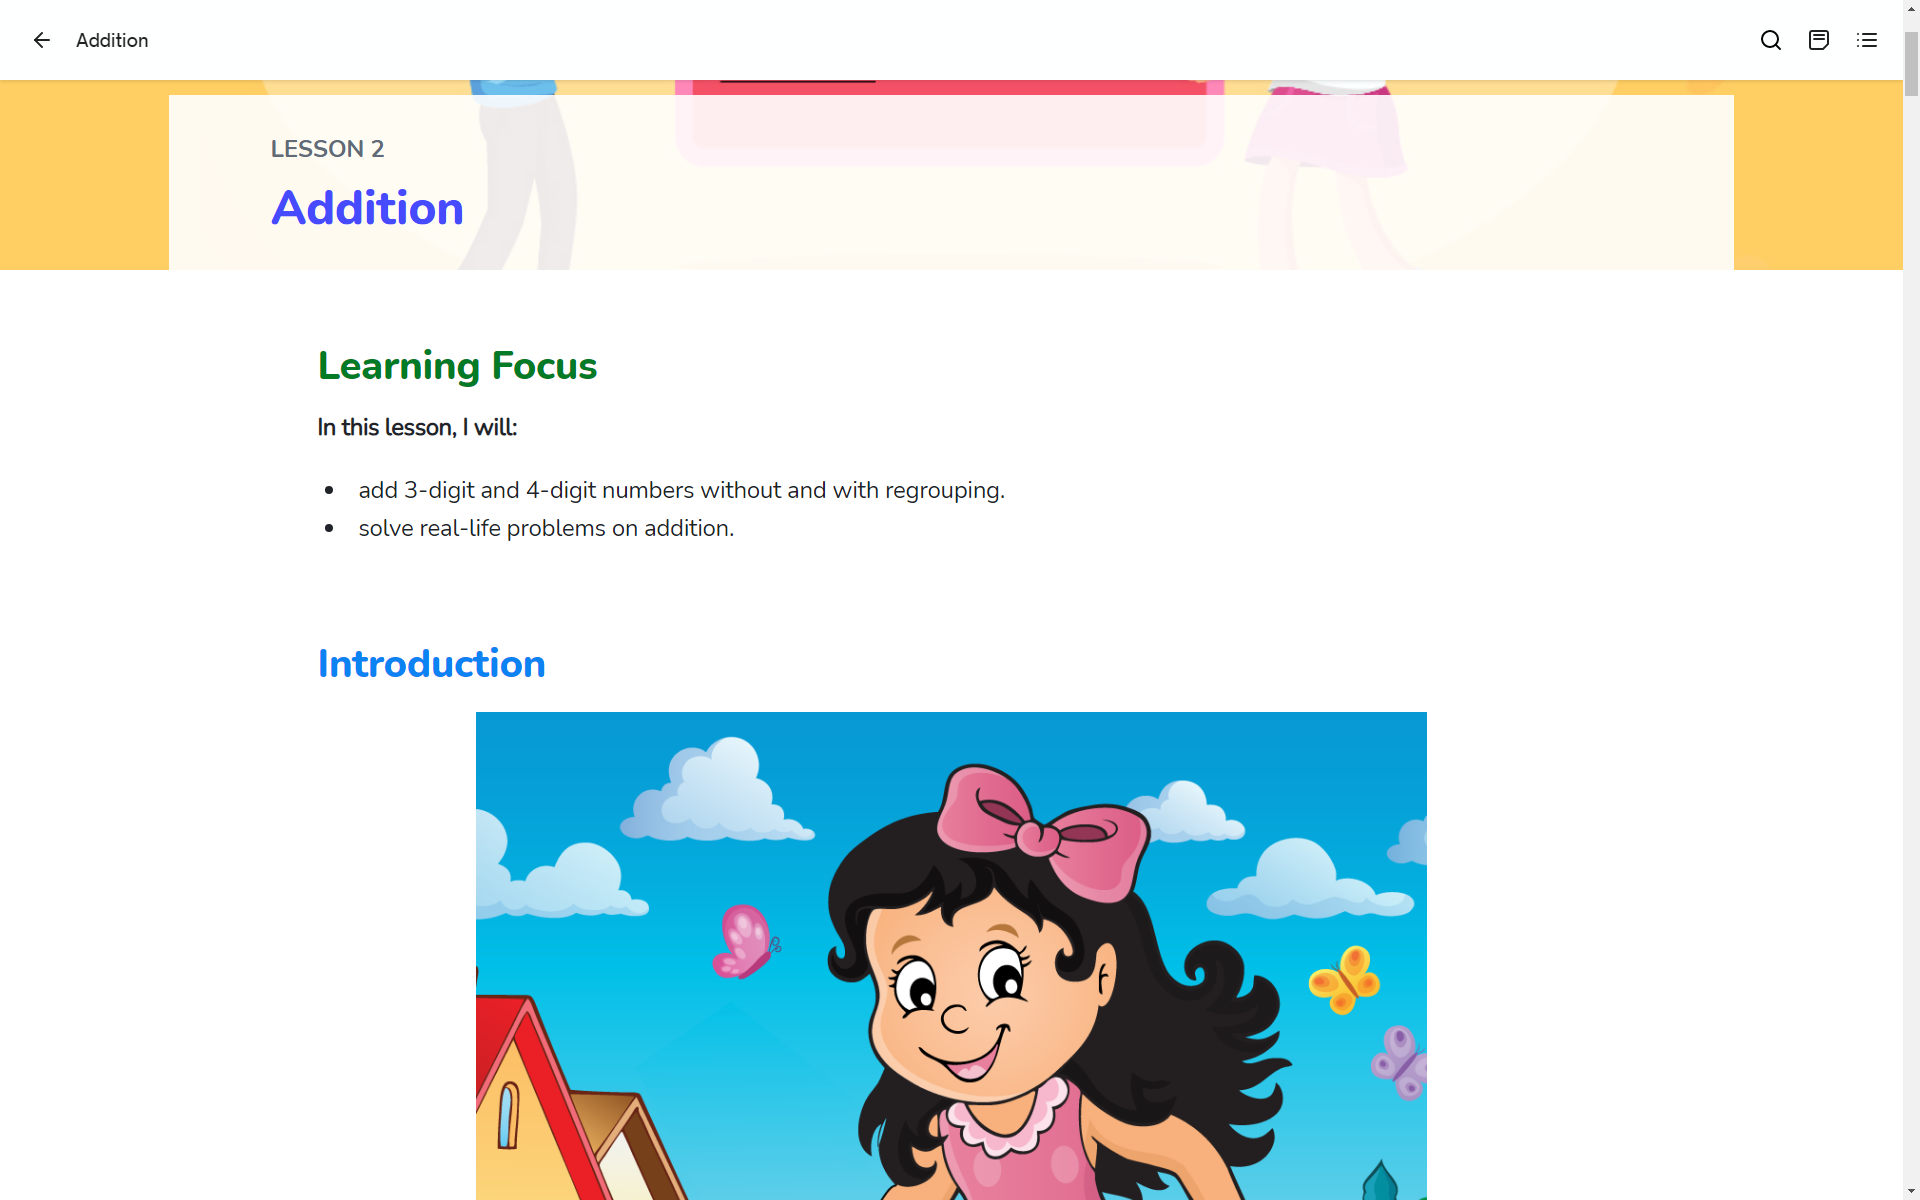 Addition
LESSON 2
Addition
Learning Focus
In this lesson, I will:
add 3-digit and 4-digit numbers without and with regrouping.
solve real-life problems on addition.
Introduction